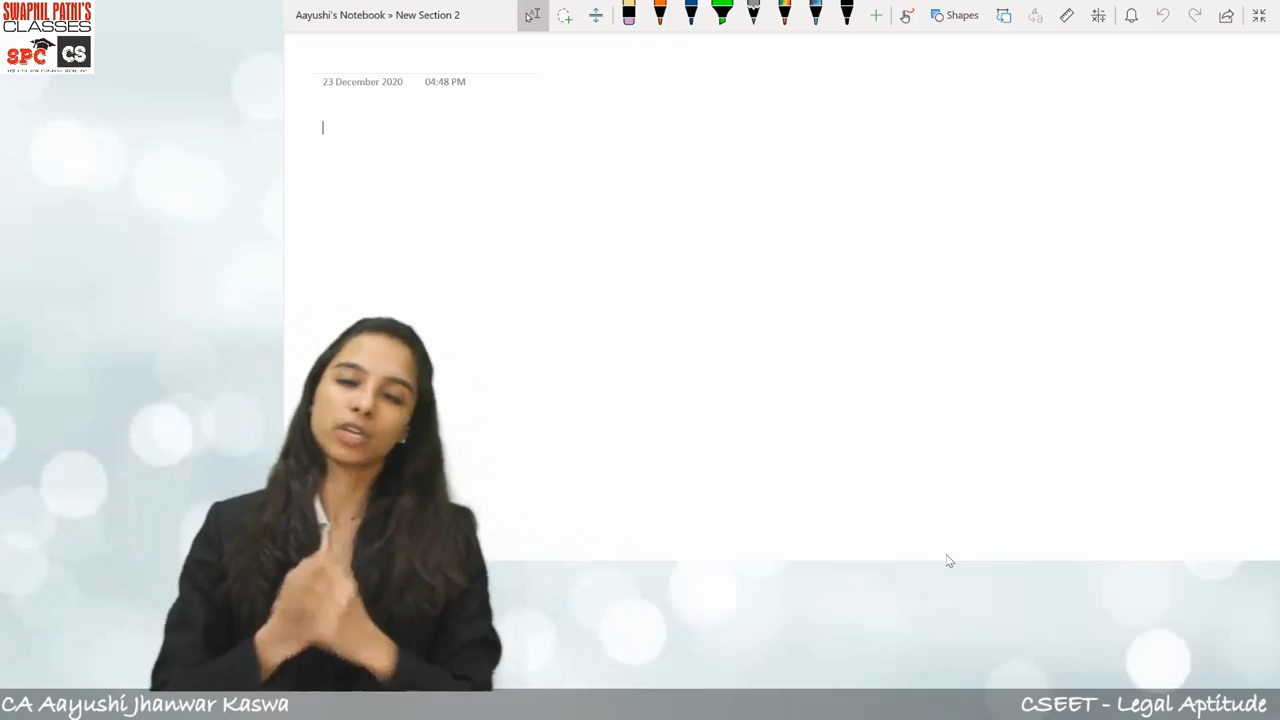 SWAPNIL PATNI'S
CLASSES
SPC CS
Aayushi's Notebook » New Section 2
Shapes
23 December 2020 04:48 PM
CA Aayushi Jhanwar Kaswa
CSEET - Legal Aptitude